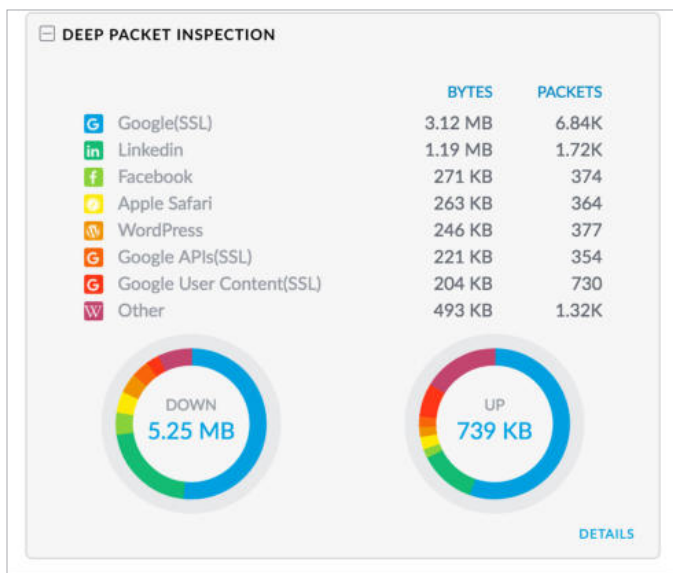 DEEP PACKET INSPECTION
BYTES PACKETS
G Google(SSL) 3.12 MB 6.84K
in Linkedin 1.19 MB 1.72K
f Facebook 271 KB 374
Apple Safari 263 KB 364
W WordPress 246 KB 377
G Google APIs(SSL) 221 KB 354
G Google User Content(SSL) 204 KB 730
W Other 493 KB 1.32K
DOWN
5.25 MB
UP
739 KB
DETAILS